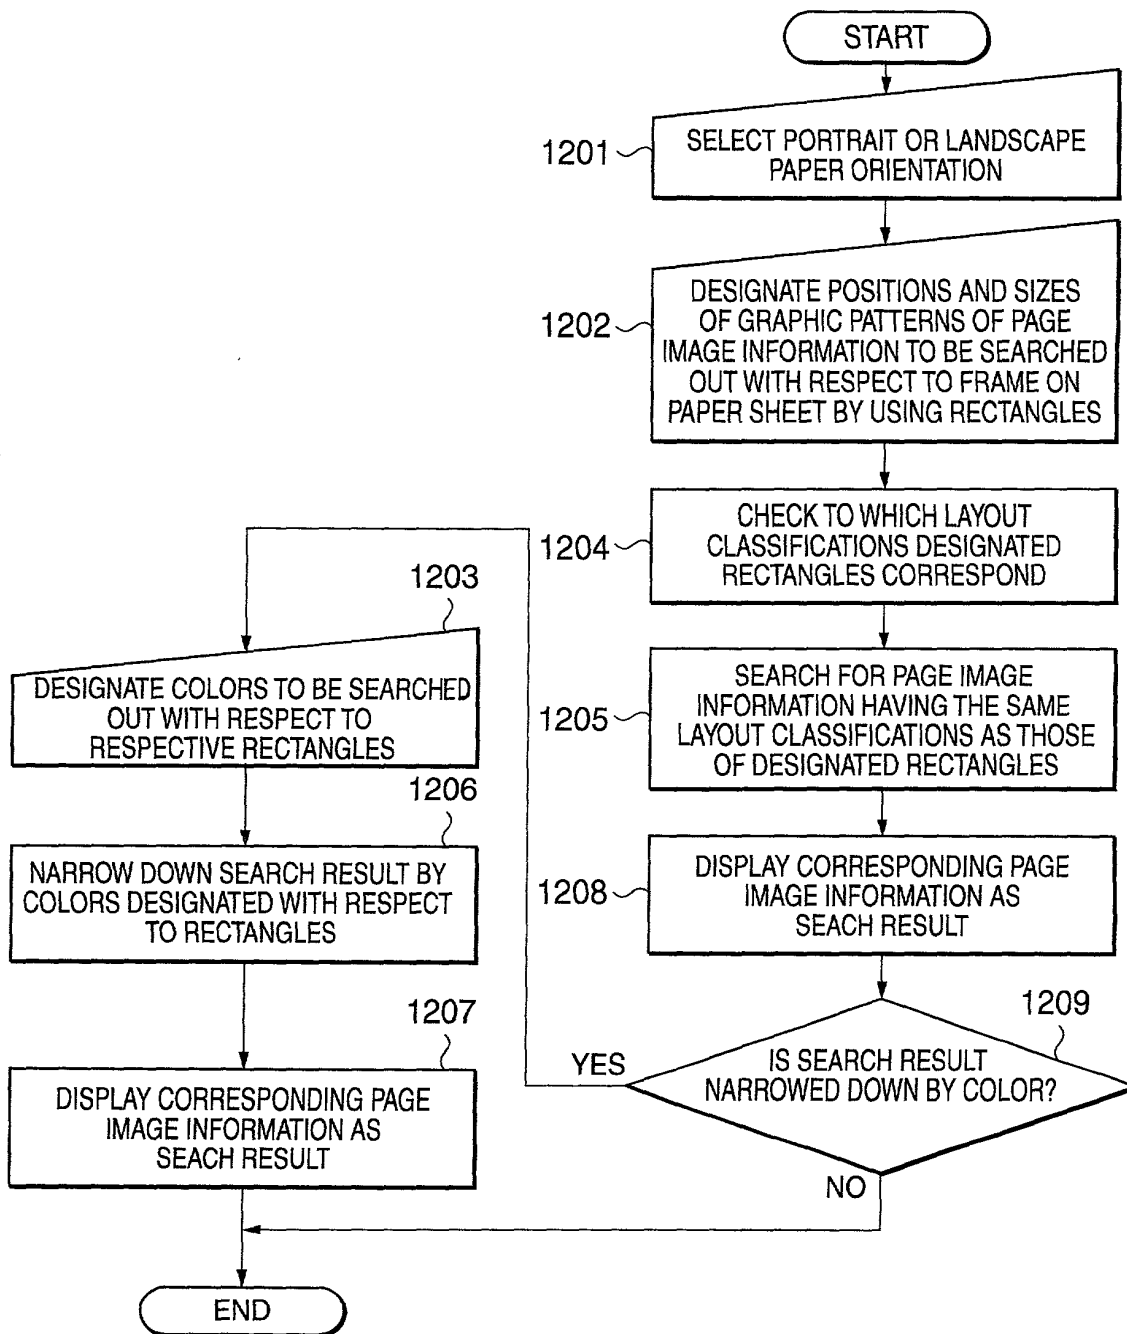 START
1201
SELECT PORTRAIT OR LANDSCAPE
PAPER ORIENTATION
1202
DESIGNATE POSITIONS AND SIZES
OF GRAPHIC PATTERNS OF PAGE
IMAGE INFORMATION TO BE SEARCHED
OUT WITH RESPECT TO FRAME ON
PAPER SHEET BY USING RECTANGLES
1204
CHECK TO WHICH LAYOUT
CLASSIFICATIONS DESIGNATED
RECTANGLES CORRESPOND
1205
SEARCH FOR PAGE IMAGE
INFORMATION HAVING THE SAME
LAYOUT CLASSIFICATIONS AS THOSE
OF DESIGNATED RECTANGLES
1208
DISPLAY CORRESPONDING PAGE
IMAGE INFORMATION AS
SEACH RESULT
1209
IS SEARCH RESULT
NARROWED DOWN BY COLOR?
YES
NO
1203
DESIGNATE COLORS TO BE SEARCHED
OUT WITH RESPECT TO
RESPECTIVE RECTANGLES
1206
NARROW DOWN SEARCH RESULT BY
COLORS DESIGNATED WITH RESPECT
TO RECTANGLES
1207
DISPLAY CORRESPONDING PAGE
IMAGE INFORMATION AS
SEACH RESULT
END